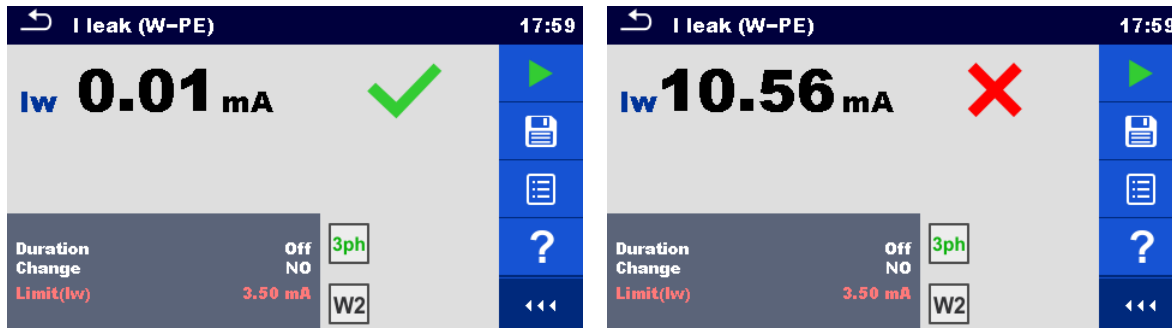 I leak (W-PE) 17:59
Iw 0.01 mA
Duration Off
Change NO
Limit(Iw) 3.50 mA
3ph
W2
?
I leak (W-PE) 17:59
Iw 10.56 mA
Duration Off
Change NO
Limit(Iw) 3.50 mA
3ph
W2
?